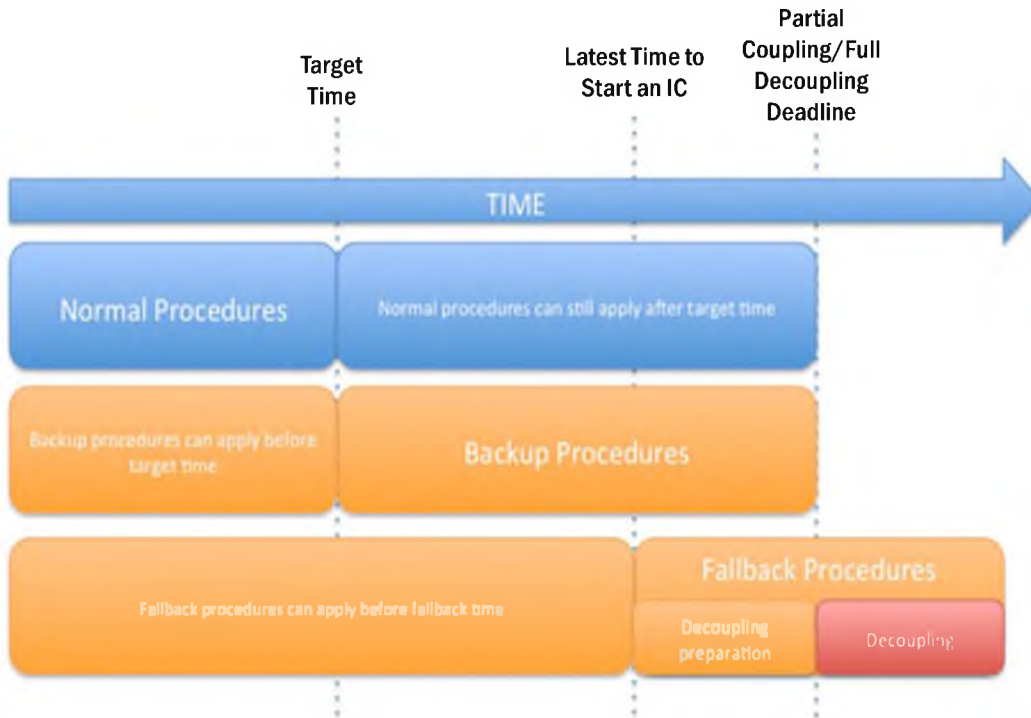 Partial
Coupling/Full
Decoupling
Deadline
Latest Time to
Start an IC
Target
Time
TIME
Normal Procedures
Normal procedures can still apply after target time
Backup procedures can apply before
target time
Backup Procedures
Fallback procedures can apply before fallback time
Fallback Procedures
Decoupling
preparation
Decoupling